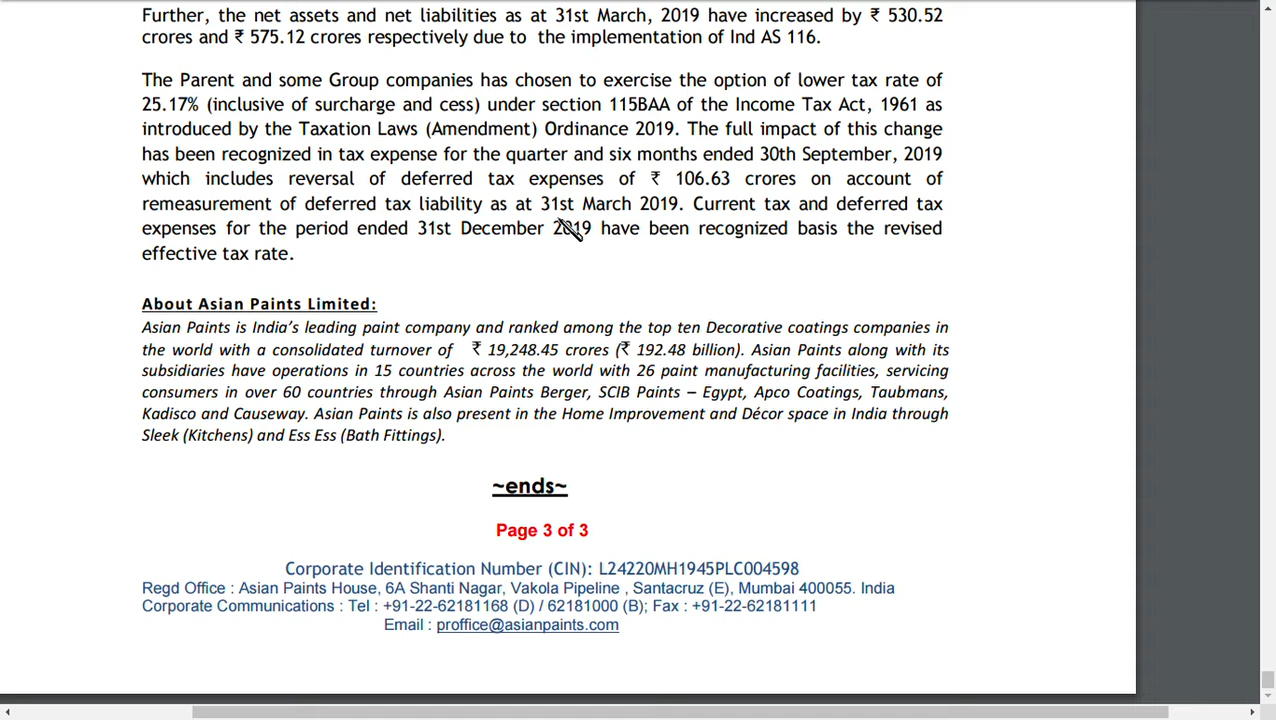 Further, the net assets and net liabilities as at 31st March, 2019 have increased by ₹ 530.52
crores and ₹ 575.12 crores respectively due to the implementation of Ind AS 116.
The Parent and some Group companies has chosen to exercise the option of lower tax rate of
25.17% (inclusive of surcharge and cess) under section 115BAA of the Income Tax Act, 1961 as
introduced by the Taxation Laws (Amendment) Ordinance 2019. The full impact of this change
has been recognized in tax expense for the quarter and six months ended 30th September, 2019
which includes reversal of deferred tax expenses of ₹ 106.63 crores on account of
remeasurement of deferred tax liability as at 31st March 2019. Current tax and deferred tax
expenses for the period ended 31st December 2019 have been recognized basis the revised
effective tax rate.
About Asian Paints Limited:
Asian Paints is India’s leading paint company and ranked among the top ten Decorative coatings companies in
the world with a consolidated turnover of ₹ 19,248.45 crores (₹ 192.48 billion). Asian Paints along with its
subsidiaries have operations in 15 countries across the world with 26 paint manufacturing facilities, servicing
consumers in over 60 countries through Asian Paints Berger, SCIB Paints – Egypt, Apco Coatings, Taubmans,
Kadisco and Causeway. Asian Paints is also present in the Home Improvement and Décor space in India through
Sleek (Kitchens) and Ess Ess (Bath Fittings).
~ends~
Page 3 of 3
Corporate Identification Number (CIN): L24220MH1945PLC004598
Regd Office : Asian Paints House, 6A Shanti Nagar, Vakola Pipeline , Santacruz (E), Mumbai 400055. India
Corporate Communications : Tel : +91-22-62181168 (D) / 62181000 (B); Fax : +91-22-62181111
Email : proffice@asianpaints.com